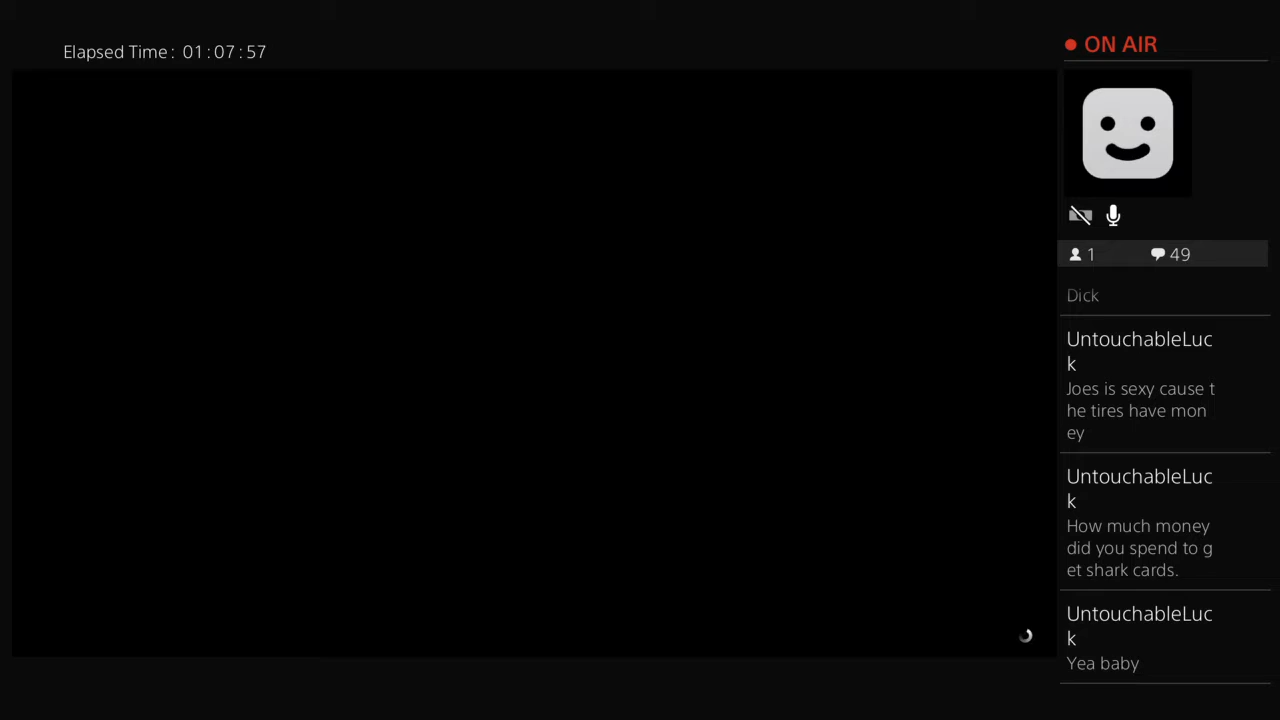 Elapsed Time: 01:07:57
ON AIR
1 49
Dick
UntouchableLuc
k
Joes is sexy cause t
he tires have mon
ey
UntouchableLuc
k
How much money
did you spend to g
et shark cards.
UntouchableLuc
k
Yea baby